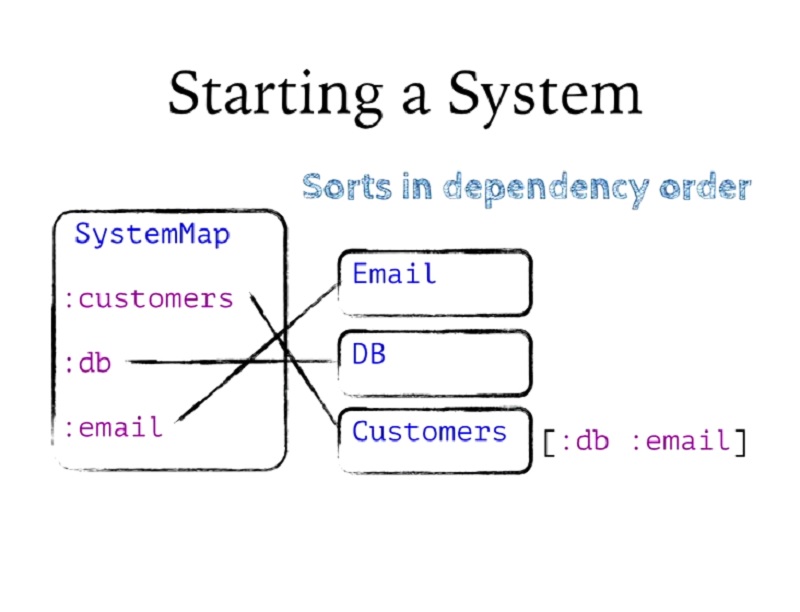 Starting a System
Sorts in dependency order
SystemMap
:customers
:db
:email
Email
DB
Customers
[:db :email]